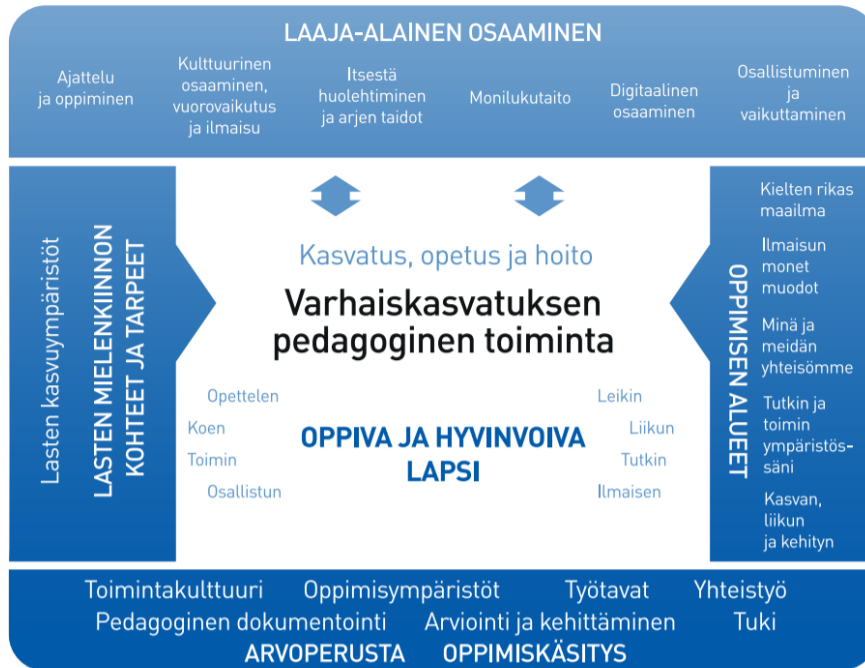 LAAJA-ALAINEN OSAAMINEN
Ajattelu
ja oppiminen
Kulttuurinen
osaaminen,
vuorovaikutus
ja ilmaisu
Itsestä
huolehtiminen
ja arjen taidot
Monilukutaito
Digitaalinen
osaaminen
Osallistuminen
ja
vaikuttaminen
Lasten kasvuympäristöt
LASTEN MIELENKIINNON
KOHTEET JA TARPEET
Kasvatus, opetus ja hoito
Varhaiskasvatuksen
pedagoginen toiminta
Opettelen
Koen
Toimin
Osallistun
OPPIVA JA HYVINVOIVA
LAPSI
Leikin
Liikun
Tutkin
Ilmaisen
OPPIMISEN ALUEET
Kielten rikas
maailma
Ilmaisun
monet
muodot
Minä ja
meidän
yhteisömme
Tutkin ja
toimin
ympäristös-
säni
Kasvan,
liikun
ja kehityn
Toimintakulttuuri Oppimisympäristöt Työtavat Yhteistyö
Pedagoginen dokumentointi Arviointi ja kehittäminen Tuki
ARVOPERUSTA OPPIMISKÄSITYS